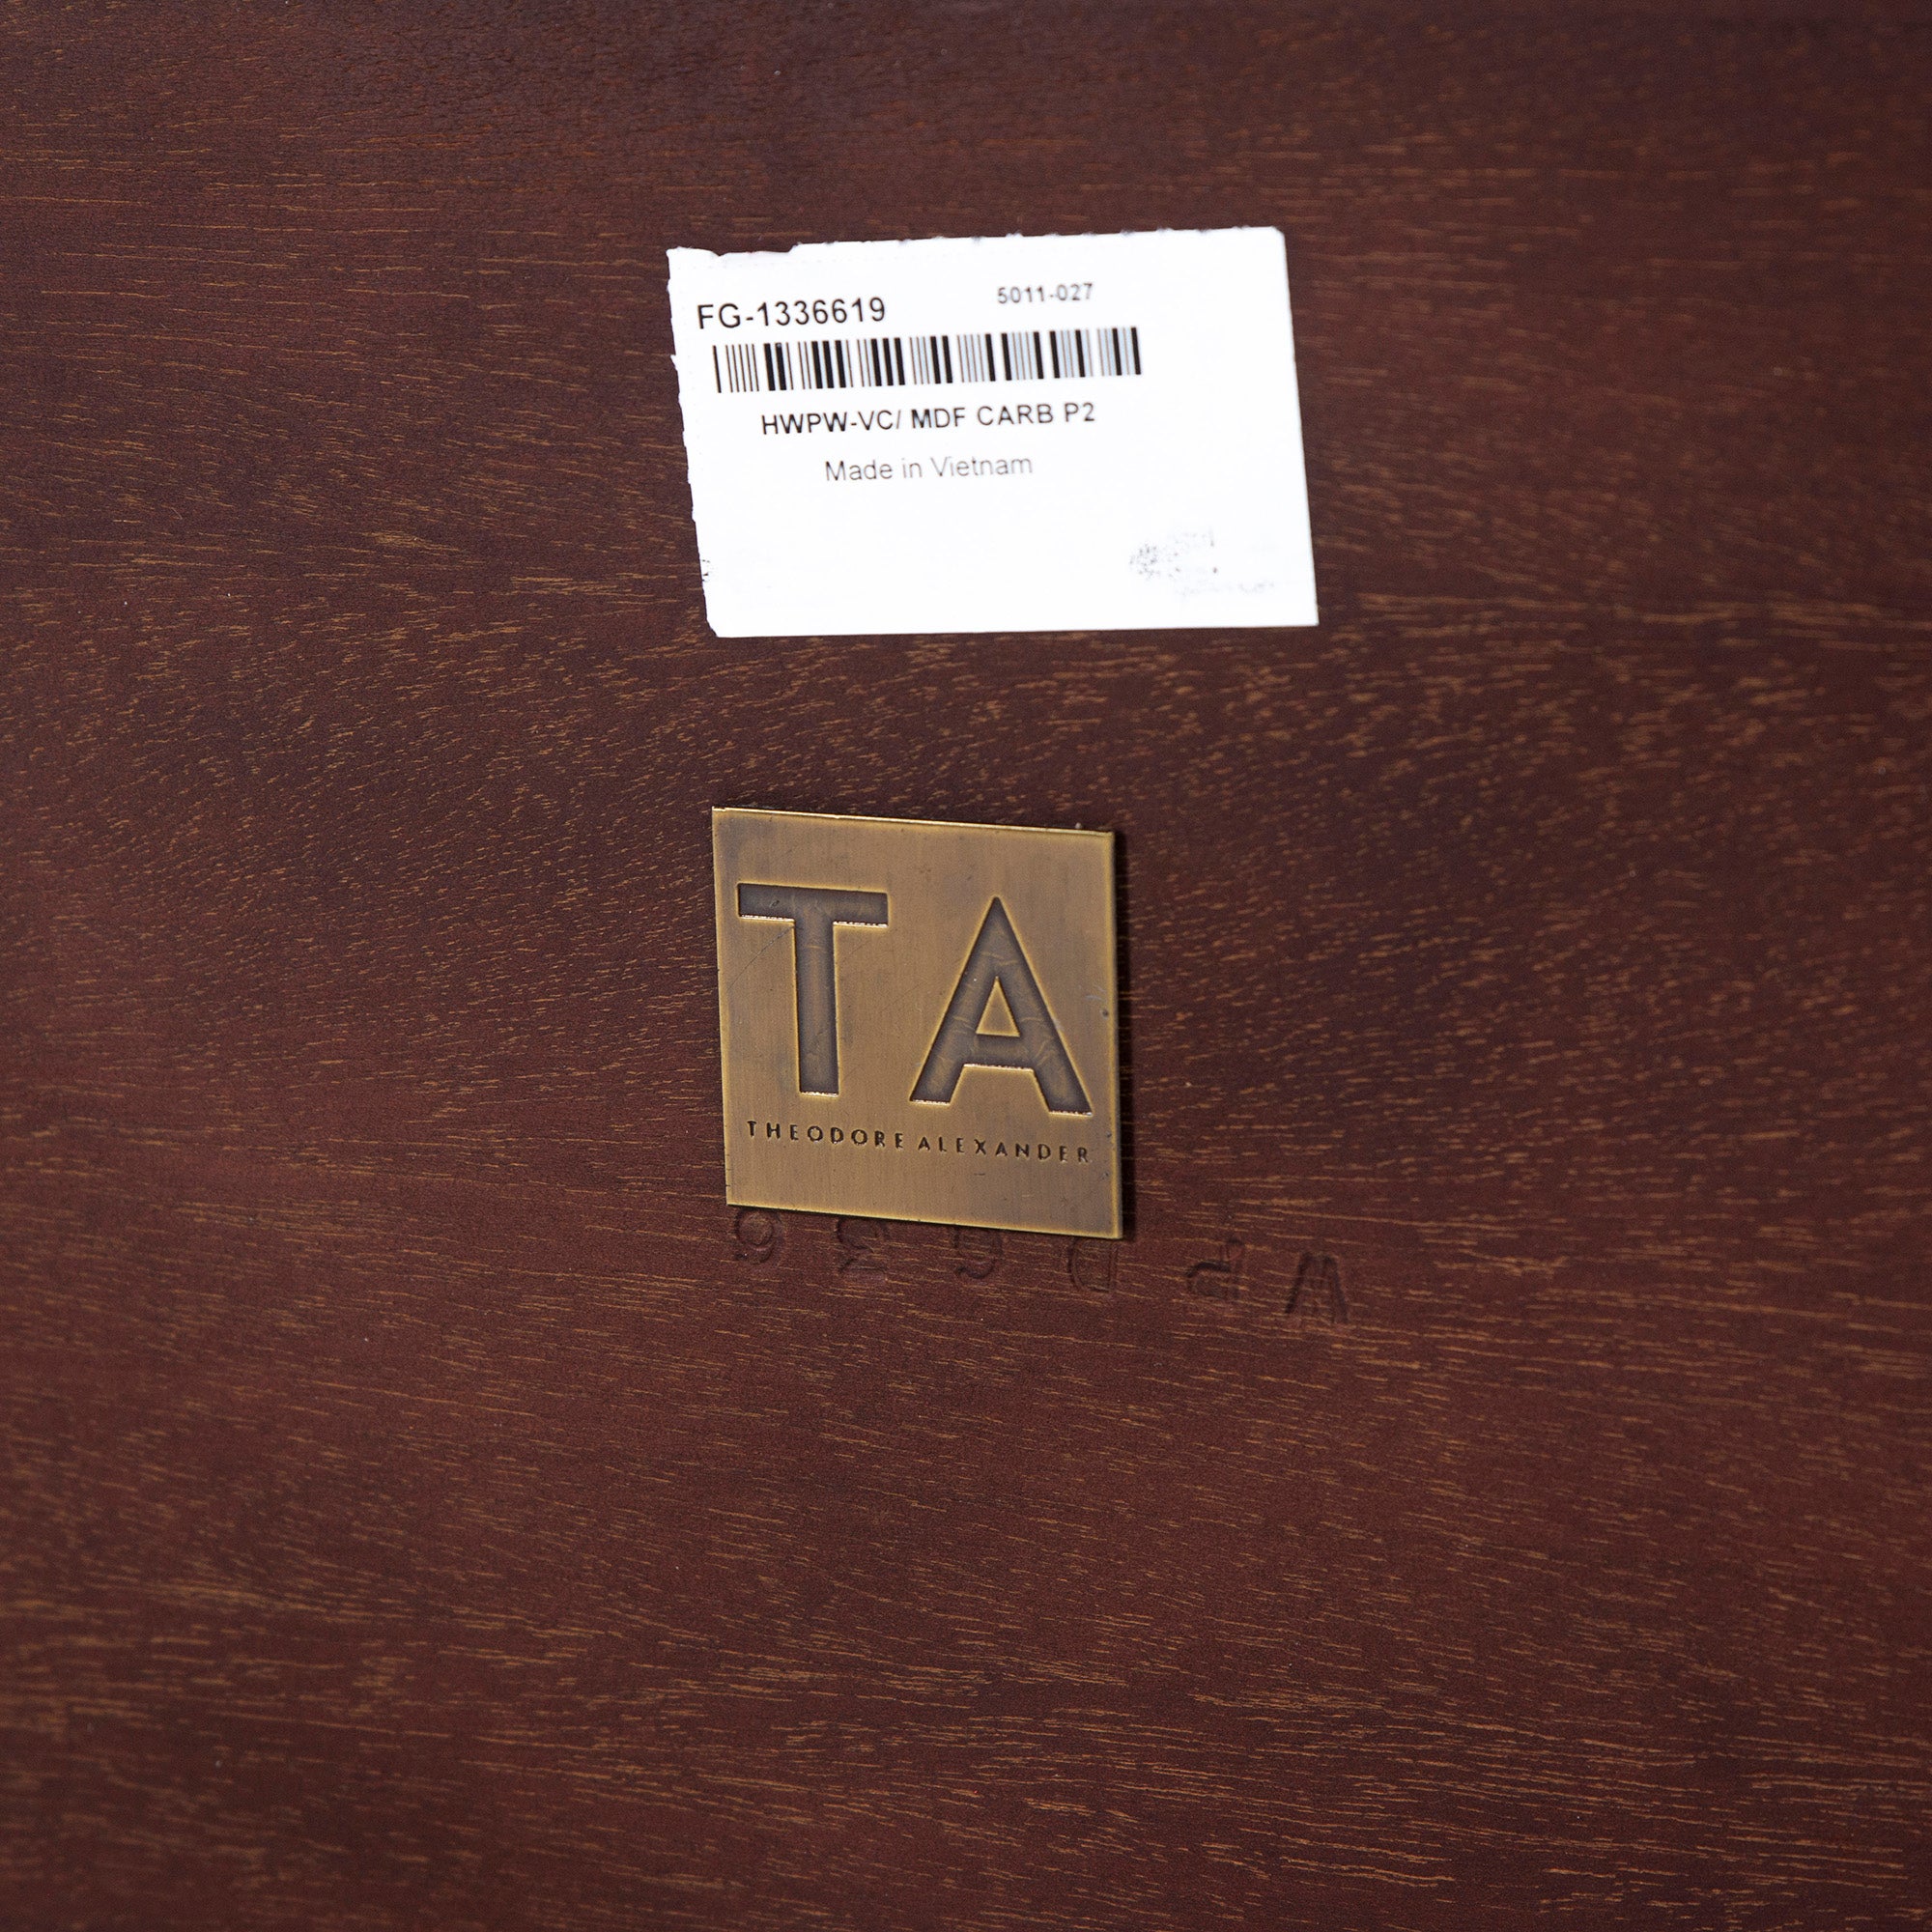 FG-1336619 5011-027
HWPW-VC/ MDF CARB P2
Made in Vietnam
TA
THEODORE ALEXANDER